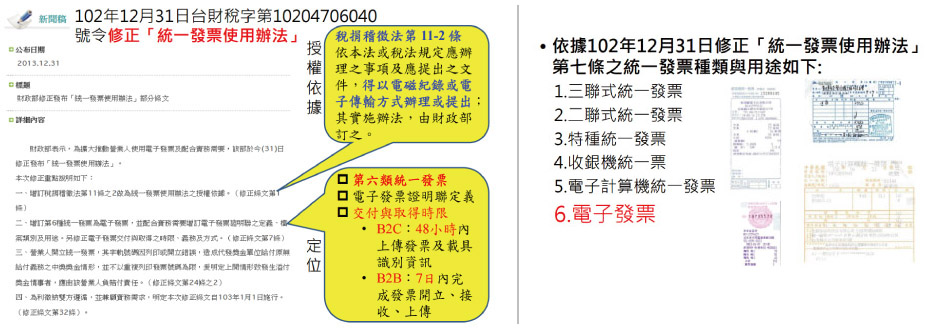 新聞稿
102年12月31日台財稅字第10204706040
號令修正「統一發票使用辦法」
公布日期
2013.12.31
標題
財政部修正發布「統一發票使用辦法」部分條文
詳細內容
財政部表示，為擴大推動營業人使用電子發票及配合實務需要，該部於今(31)日
修正發布「統一發票使用辦法」。
本次修正重點說明如下：
一、增訂稅捐稽徵法第11條之2做為統一發票使用辦法之授權依據。（修正條文第1
條）
二、增訂第6種統一發票為電子發票，並配合實務需要增訂電子發票證明聯之定義、檔
案類別及用途。另修正電子發票交付與取得之時限、義務及方式。（修正條文第7條）
三、營業人開立統一發票，其字軌號碼因列印或開立錯誤，造成代發獎金單位給付原無
給付義務之中獎獎金情形，並不以重複列印發票號碼為限，爰明定上開情形致發生溢付
獎金情事者，應由該營業人負賠付責任。（修正條文第24條之2）
四、為利徵納雙方遵循，並兼顧實務需求，明定本次修正條文自103年1月1日施行。
（修正條文第32條）。
授權依據
稅捐稽徵法第 11-2 條
依本法或稅法規定應辦
理之事項及應提出之文
件，得以電磁紀錄或電
子傳輸方式辦理或提出；
其實施辦法，由財政部
訂之。
定位
第六類統一發票
電子發票證明聯定義
交付與取得時限
• B2C：48小時內
上傳發票及載具
識別資訊
• B2B：7日內完
成發票開立、接
收、上傳
• 依據102年12月31日修正「統一發票使用辦法」
第七條之統一發票種類與用途如下:
1.三聯式統一發票
2.二聯式統一發票
3.特種統一發票
4.收銀機統一票
5.電子計算機統一發票
6.電子發票